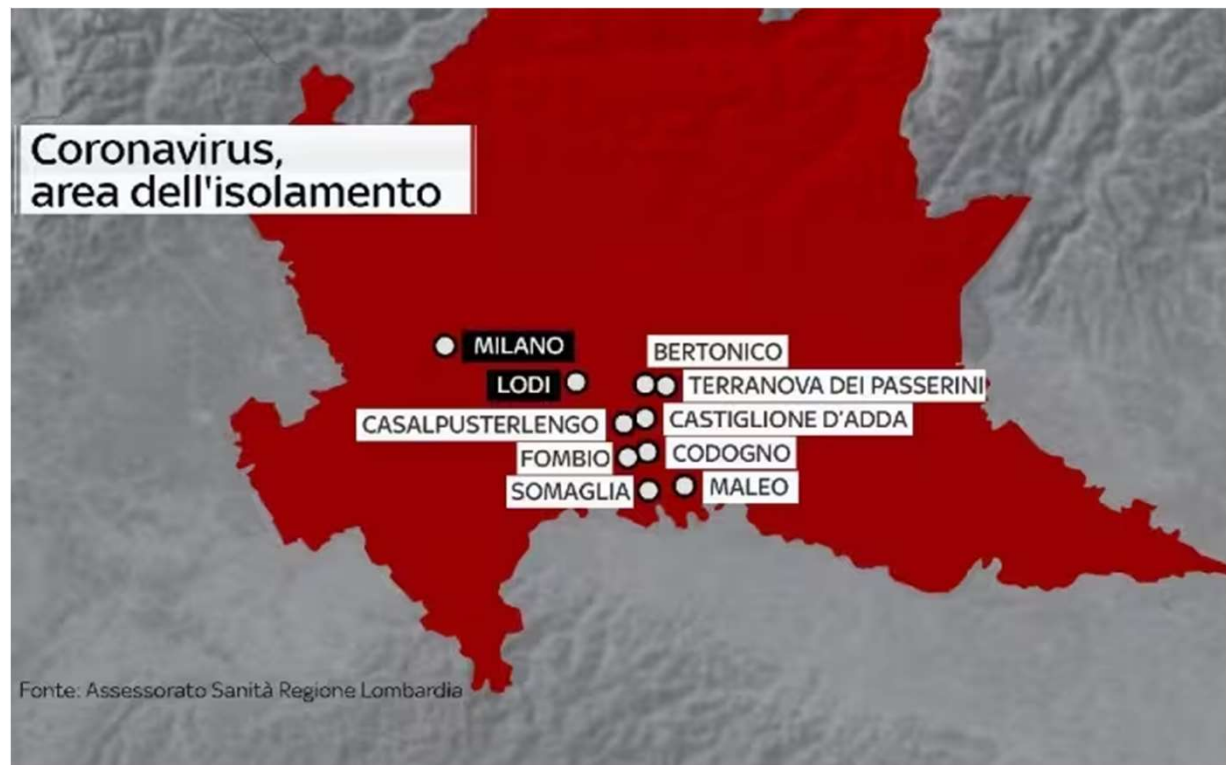 Coronavirus,
area dell'isolamento
MILANO
BERTONICO
LODI
TERRANOVA DEI PASSERINI
CASALPUSTERLENGO
CASTIGLIONE D'ADDA
FOMBIO
CODOGNO
SOMAGLIA
MALEO
Fonte: Assessorato Sanità Regione Lombardia